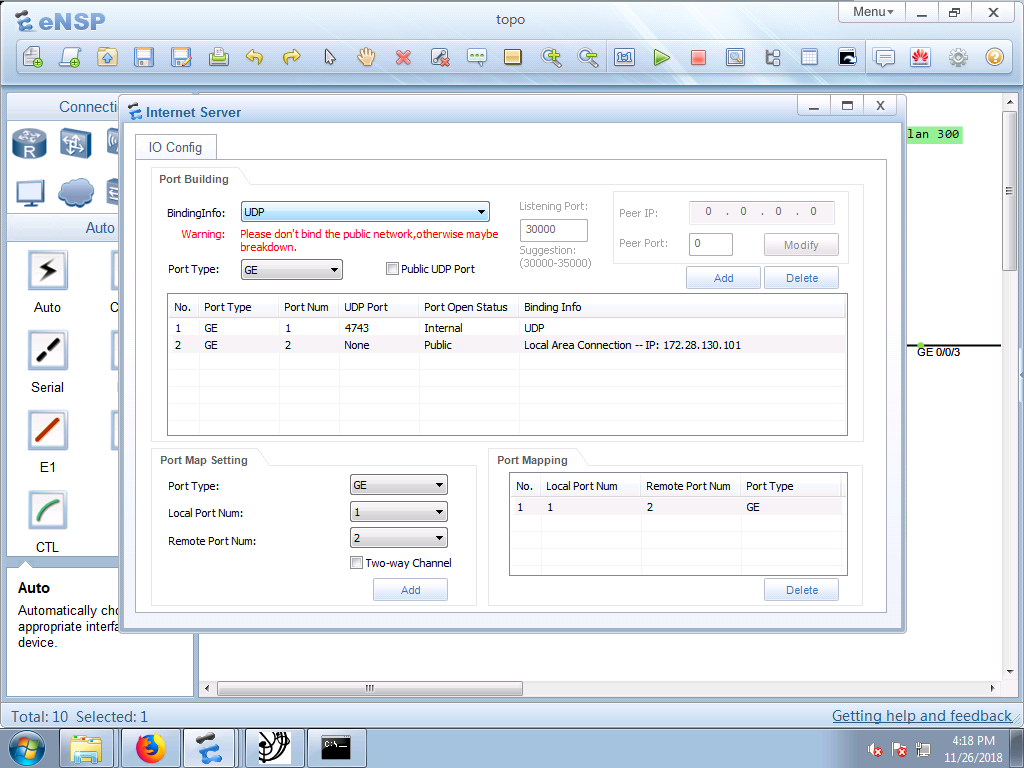 eNSP
topo
Menu
Connecti
Internet Server
lan 300
IO Config
R
Port Building
BindingInfo:
UDP
Listening Port:
30000
Peer IP:
0 . 0 . 0 . 0
Warning:
Please don't bind the public network,otherwise maybe
breakdown.
Suggestion:
(30000-35000)
Peer Port:
0
Modify
Auto
Port Type:
GE
Public UDP Port
Add
Delete
No. Port Type Port Num UDP Port Port Open Status Binding Info
1 GE 1 4743 Internal UDP
2 GE 2 None Public Local Area Connection -- IP: 172.28.130.101
Auto
GE 0/0/3
Serial
E1
CTL
Port Map Setting
Port Type:
GE
Local Port Num:
1
Remote Port Num:
2
Two-way Channel
Add
Port Mapping
No. Local Port Num Remote Port Num Port Type
1 1 2 GE
Delete
Auto
Automatically cho
appropriate interfa
device.
Total: 10 Selected: 1
Getting help and feedback
4:18 PM
11/26/2018